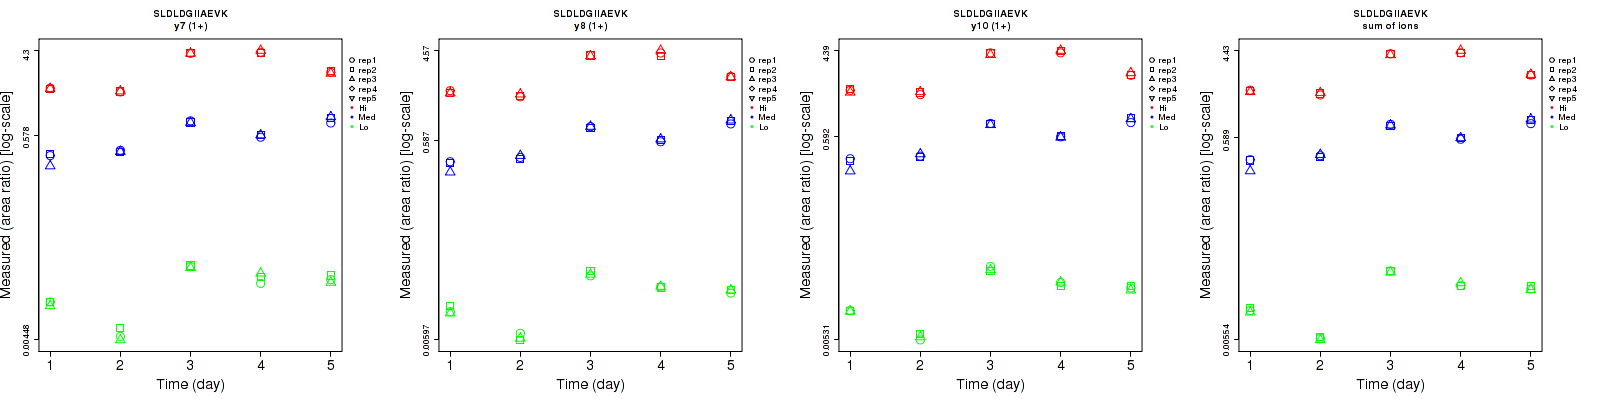 SLDLDGIIAEVK
y7 (1+)
4.13
0.578
0.00448
Measured (area ratio) [log-scale]
1 2 3 4 5
Time (day)
rep1
rep2
rep3
rep4
rep5
Hi
Med
Lo
SLDLDGIIAEVK
y8 (1+)
4.57
0.587
0.00597
Measured (area ratio) [log-scale]
1 2 3 4 5
Time (day)
rep1
rep2
rep3
rep4
rep5
Hi
Med
Lo
SLDLDGIIAEVK
y10 (1+)
4.39
0.592
0.00531
Measured (area ratio) [log-scale]
1 2 3 4 5
Time (day)
rep1
rep2
rep3
rep4
rep5
Hi
Med
Lo
SLDLDGIIAEVK
sum of ions
4.43
0.589
0.00554
Measured (area ratio) [log-scale]
1 2 3 4 5
Time (day)
rep1
rep2
rep3
rep4
rep5
Hi
Med
Lo